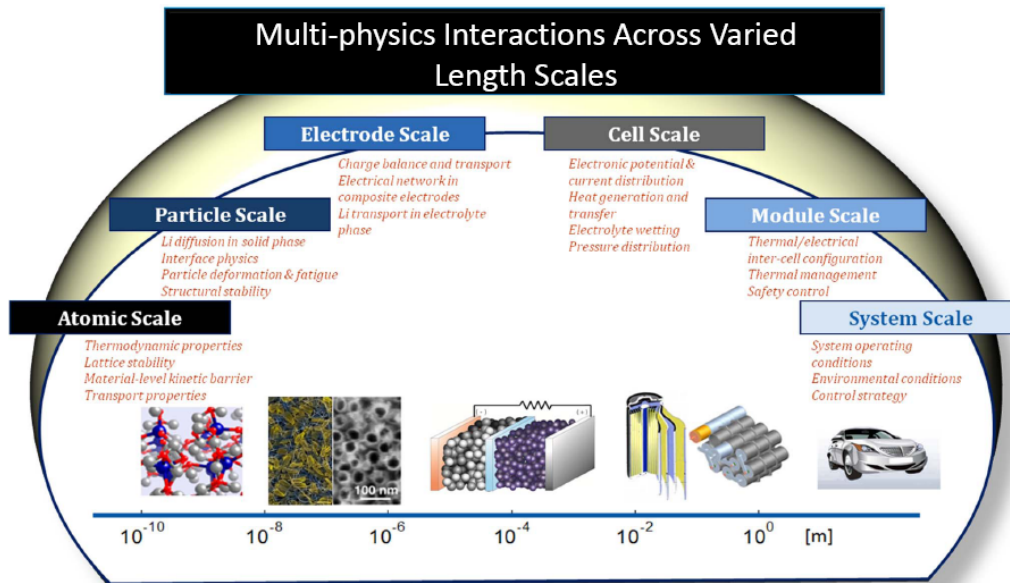 Multi-physics Interactions Across Varied
Length Scales
Electrode Scale
Charge balance and transport
Electrical network in
composite electrodes
Li transport in electrolyte
phase
Cell Scale
Electronic potential &
current distribution
Heat generation and
transfer
Electrolyte wetting
Pressure distribution
Particle Scale
Li diffusion in solid phase
Interface physics
Particle deformation & fatigue
Structural stability
Module Scale
Thermal/electrical
inter-cell configuration
Thermal management
Safety control
Atomic Scale
Thermodynamic properties
Lattice stability
Material-level kinetic barrier
Transport properties
System Scale
System operating
conditions
Environmental conditions
Control strategy
[-] [+]
100 nm
10⁻¹⁰ 10⁻⁸ 10⁻⁶ 10⁻⁴ 10⁻² 10⁰ [m]